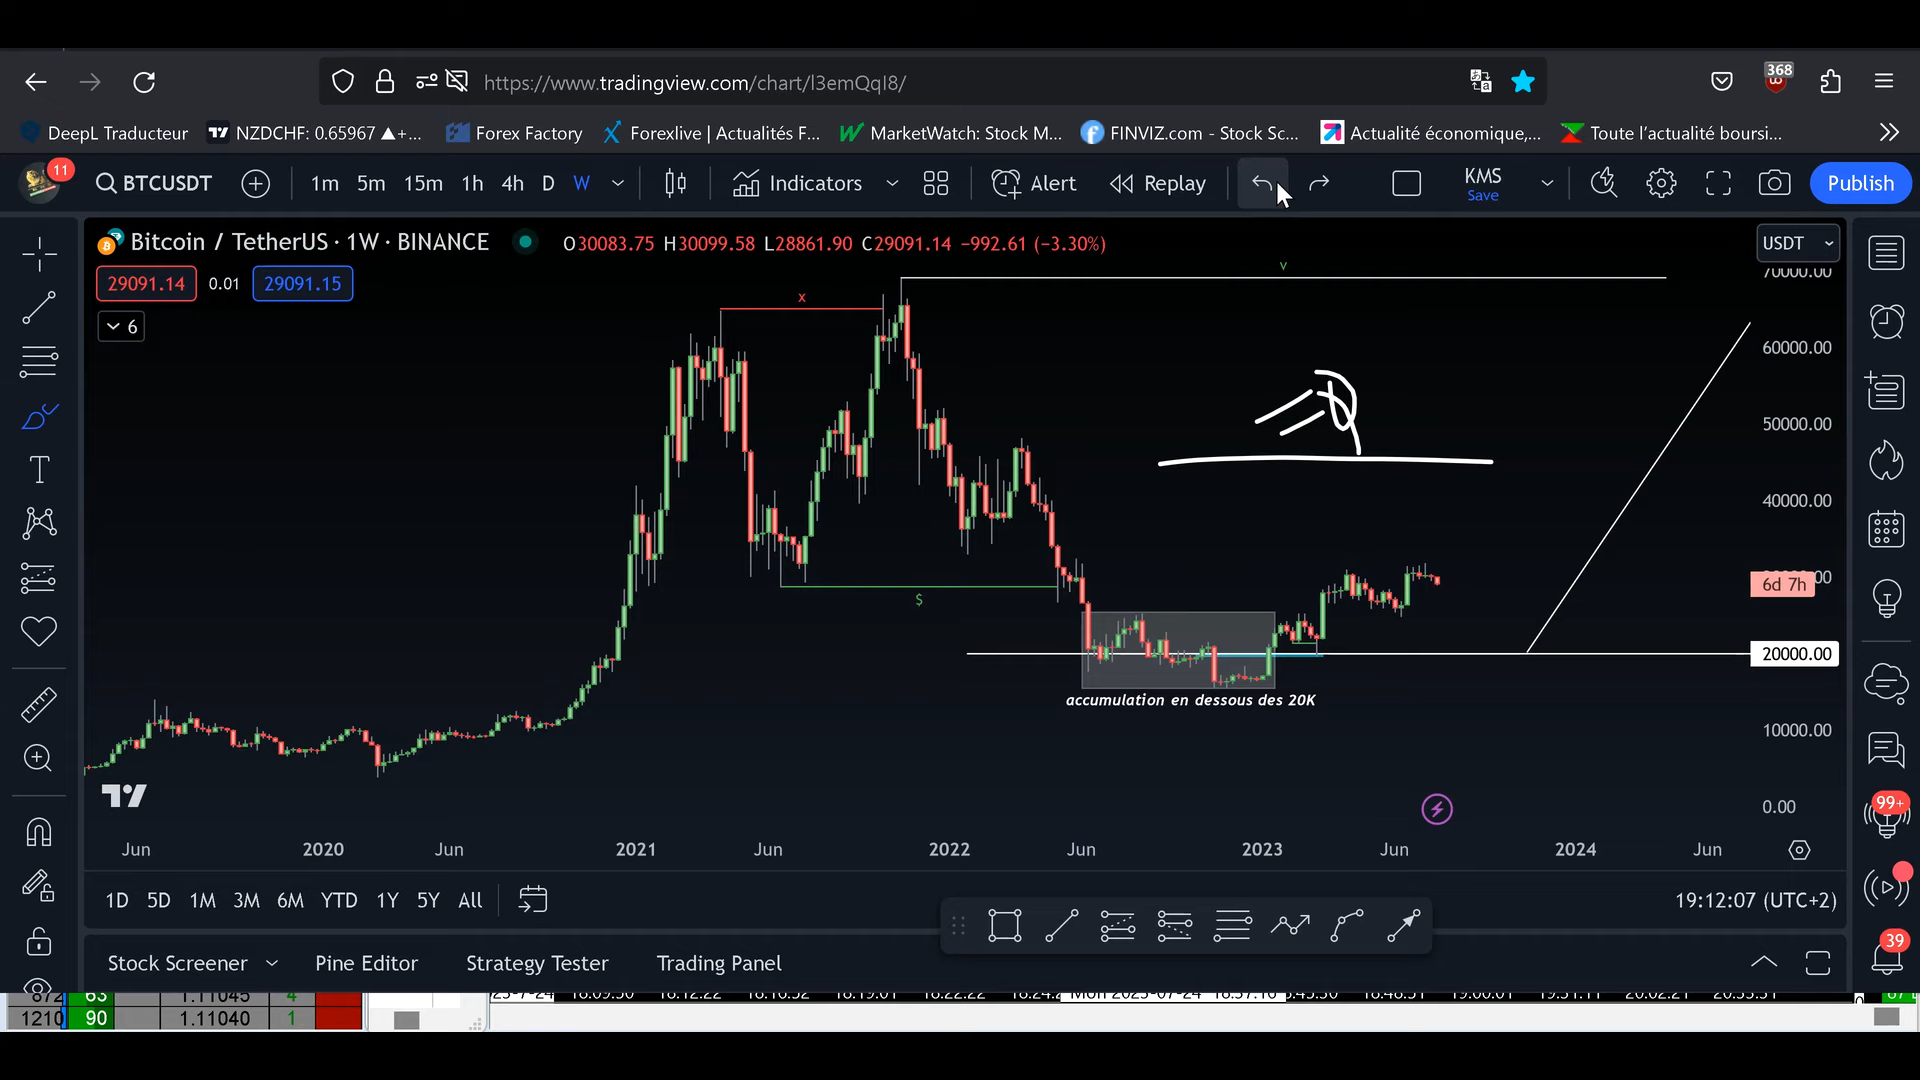 https://www.tradingview.com/chart/l3emQqI8/
368
DeepL Traducteur
NZDCHF: 0.65967 ▲+...
Forex Factory
Forexlive | Actualités F...
MarketWatch: Stock M...
FINVIZ.com - Stock Sc...
Actualité économique,...
Toute l'actualité boursi...
11
BTCUSDT
1m 5m 15m 1h 4h D W
Indicators
Alert
Replay
KMS
Save
Publish
Bitcoin / TetherUS · 1W · BINANCE
O30083.75 H30099.58 L28861.90 C29091.14 −992.61 (−3.30%)
USDT
29091.14
0.01
29091.15
6
x
v
$
70000.00
60000.00
50000.00
40000.00
6d 7h
20000.00
10000.00
0.00
accumulation en dessous des 20K
Jun 2020 Jun 2021 Jun 2022 Jun 2023 Jun 2024 Jun
1D 5D 1M 3M 6M YTD 1Y 5Y All
19:12:07 (UTC+2)
99+
39
Stock Screener
Pine Editor
Strategy Tester
Trading Panel
872 63 1.11045 4
1210 90 1.11040 1